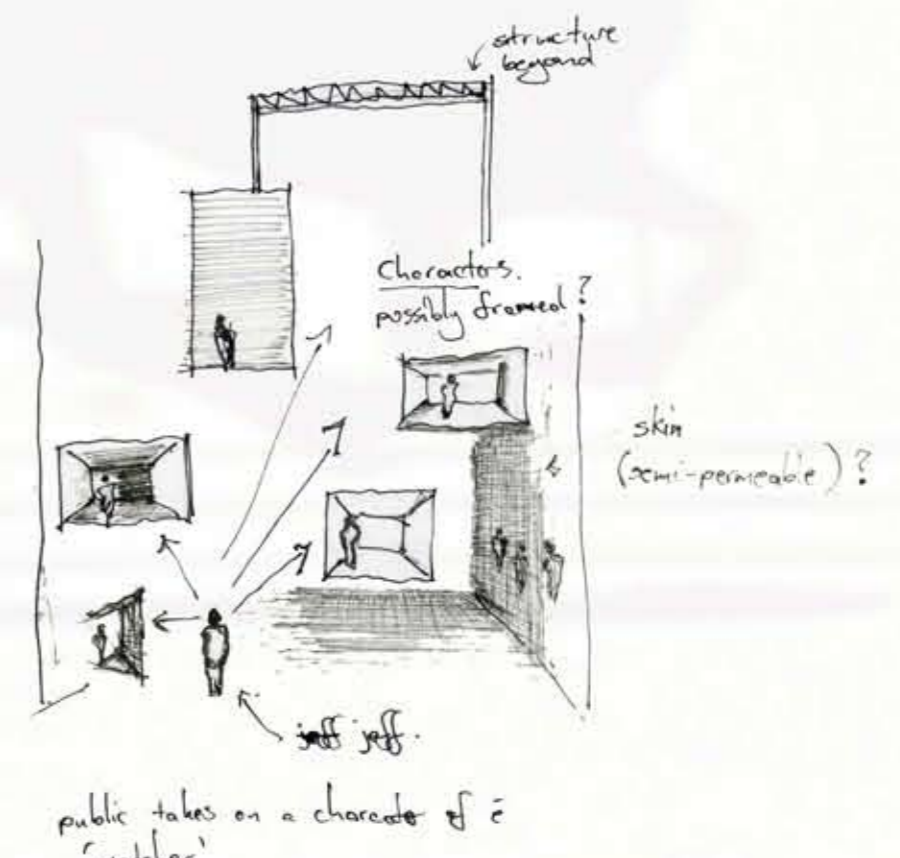 structure
beyond
Characters.
possibly framed?
skin
(semi-permeable)?
jeff jeff.
public takes on a character of